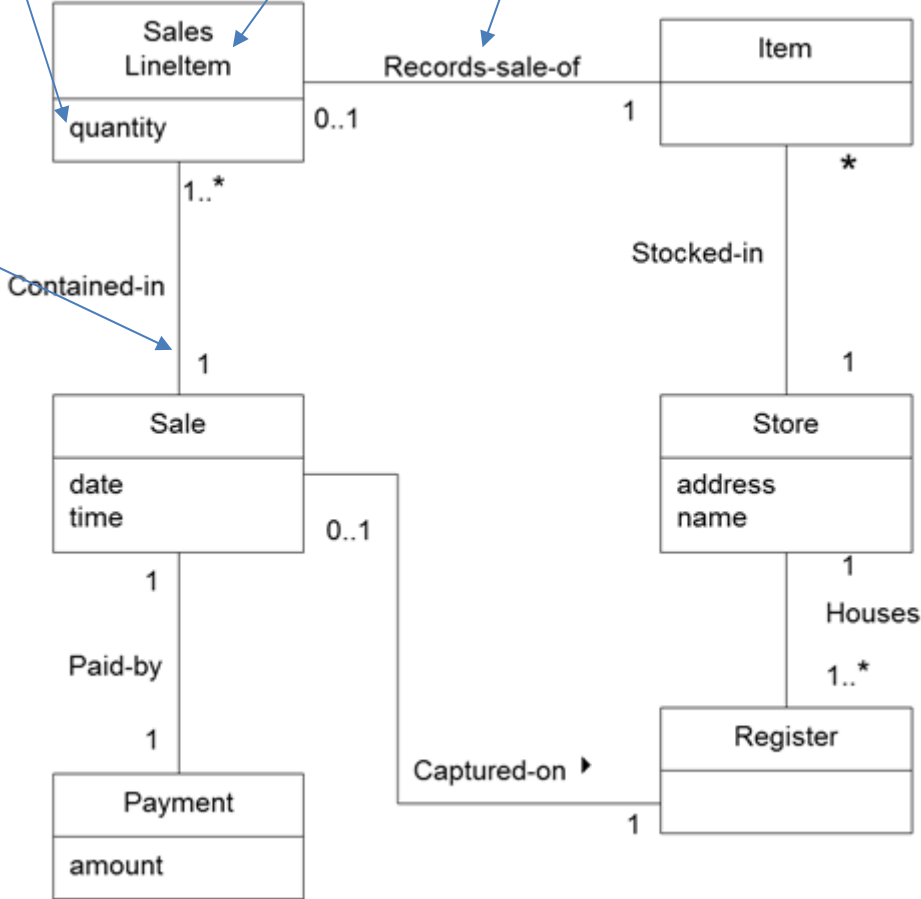 Sales
LineItem
quantity
Records-sale-of
0..1
1
Item
*
1..*
Contained-in
1
Stocked-in
1
Sale
date
time
0..1
Store
address
name
1
Paid-by
1
1
Houses
1..*
Captured-on
1
Register
Payment
amount